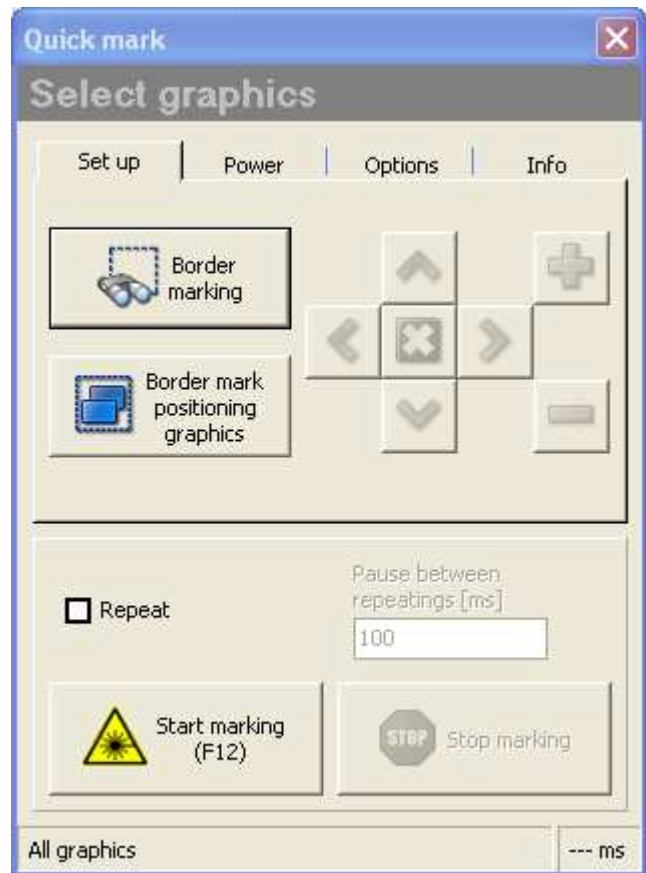 Quick mark
Select graphics
Set up
Power
Options
Info
Border
marking
Border mark
positioning
graphics
Repeat
Pause between
repeatings [ms]
100
Start marking
(F12)
STOP
Stop marking
All graphics
--- ms